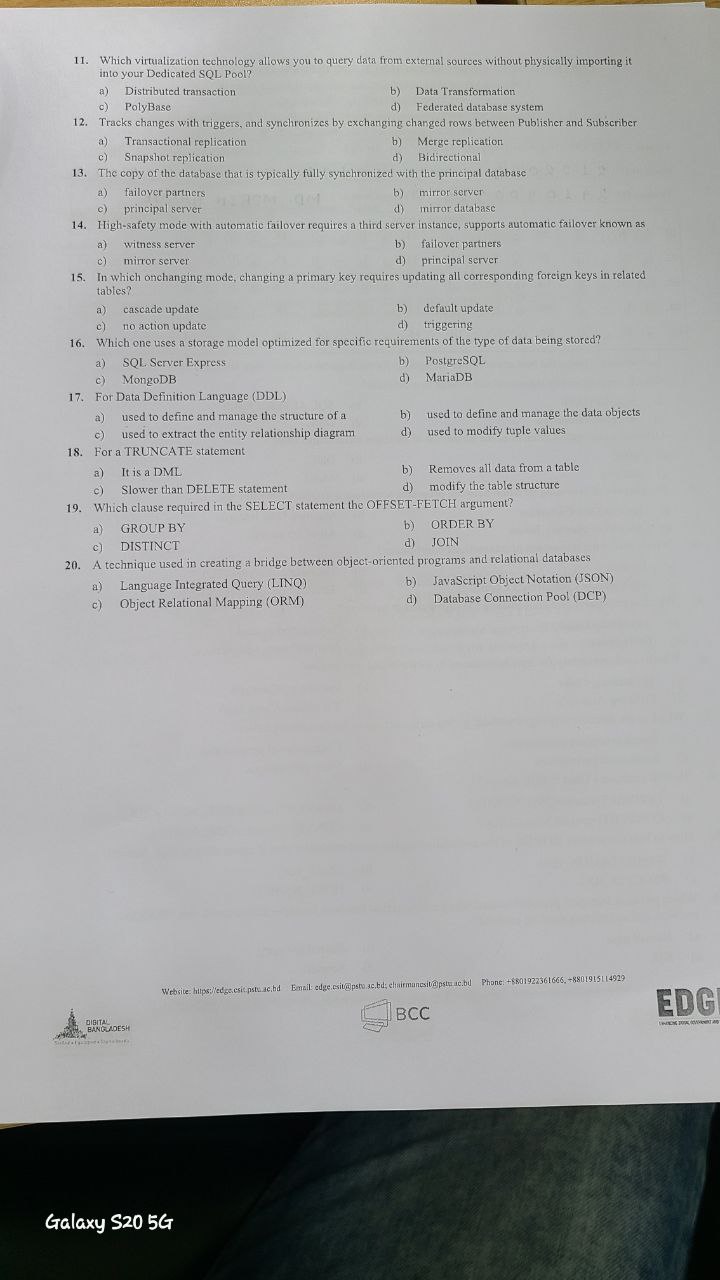 11. Which virtualization technology allows you to query data from external sources without physically importing it
into your Dedicated SQL Pool?
a) Distributed transaction b) Data Transformation
c) PolyBase d) Federated database system
12. Tracks changes with triggers, and synchronizes by exchanging changed rows between Publisher and Subscriber
a) Transactional replication b) Merge replication
c) Snapshot replication d) Bidirectional
13. The copy of the database that is typically fully synchronized with the principal database
a) failover partners b) mirror server
c) principal server d) mirror database
14. High-safety mode with automatic failover requires a third server instance, supports automatic failover known as
a) witness server b) failover partners
c) mirror server d) principal server
15. In which onchanging mode, changing a primary key requires updating all corresponding foreign keys in related
tables?
a) cascade update b) default update
c) no action update d) triggering
16. Which one uses a storage model optimized for specific requirements of the type of data being stored?
a) SQL Server Express b) PostgreSQL
c) MongoDB d) MariaDB
17. For Data Definition Language (DDL)
a) used to define and manage the structure of a b) used to define and manage the data objects
c) used to extract the entity relationship diagram d) used to modify tuple values
18. For a TRUNCATE statement
a) It is a DML b) Removes all data from a table
c) Slower than DELETE statement d) modify the table structure
19. Which clause required in the SELECT statement the OFFSET-FETCH argument?
a) GROUP BY b) ORDER BY
c) DISTINCT d) JOIN
20. A technique used in creating a bridge between object-oriented programs and relational databases
a) Language Integrated Query (LINQ) b) JavaScript Object Notation (JSON)
c) Object Relational Mapping (ORM) d) Database Connection Pool (DCP)
Website: https://edge.csit.pstu.ac.bd Email: edge.csit@pstu.ac.bd; chairmancsit@pstu.ac.bd Phone: +8801922361666, +8801915114929
DIGITAL
BANGLADESH
BCC
EDG
Galaxy S20 5G